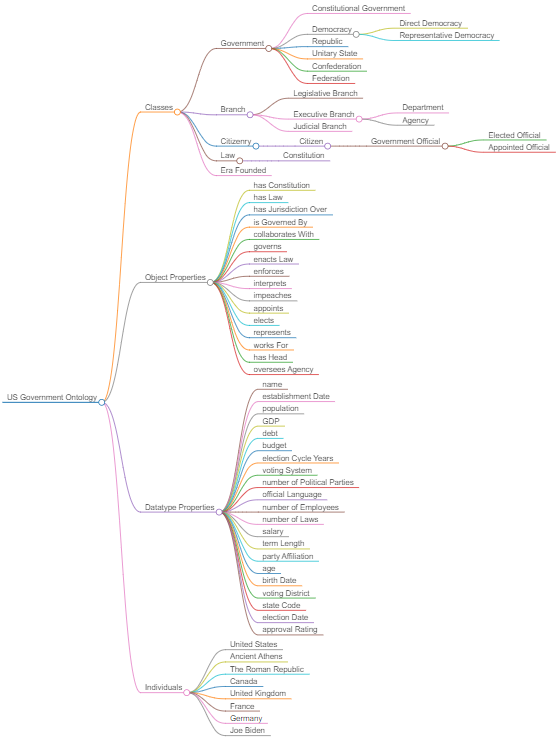 Constitutional Government
Direct Democracy
Democracy
Representative Democracy
Republic
Government
Unitary State
Confederation
Federation
Legislative Branch
Classes
Branch
Department
Executive Branch
Agency
Judicial Branch
Elected Official
Citizenry
Citizen
Government Official
Appointed Official
Law
Constitution
Era Founded
has Constitution
has Law
has Jurisdiction Over
is Governed By
collaborates With
governs
enacts Law
enforces
Object Properties
interprets
impeaches
appoints
elects
represents
works For
has Head
oversees Agency
name
US Government Ontology
establishment Date
population
GDP
debt
budget
election Cycle Years
voting System
number of Political Parties
official Language
Datatype Properties
number of Employees
number of Laws
salary
term Length
party Affiliation
age
birth Date
voting District
state Code
election Date
approval Rating
United States
Ancient Athens
The Roman Republic
Canada
Individuals
United Kingdom
France
Germany
Joe Biden